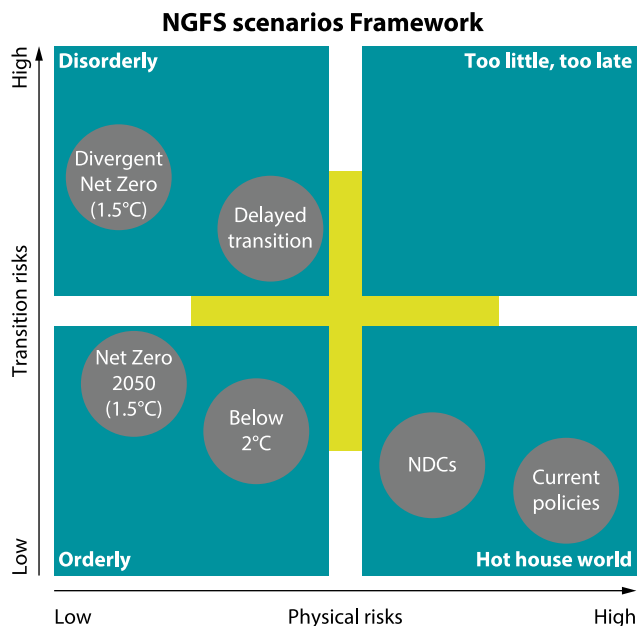 NGFS scenarios Framework
High
Disorderly
Too little, too late
Divergent
Net Zero
(1.5°C)
Delayed
transition
Transition risks
Net Zero
2050
(1.5°C)
Below
2°C
NDCs
Current
policies
Low
Orderly
Hot house world
Low
Physical risks
High